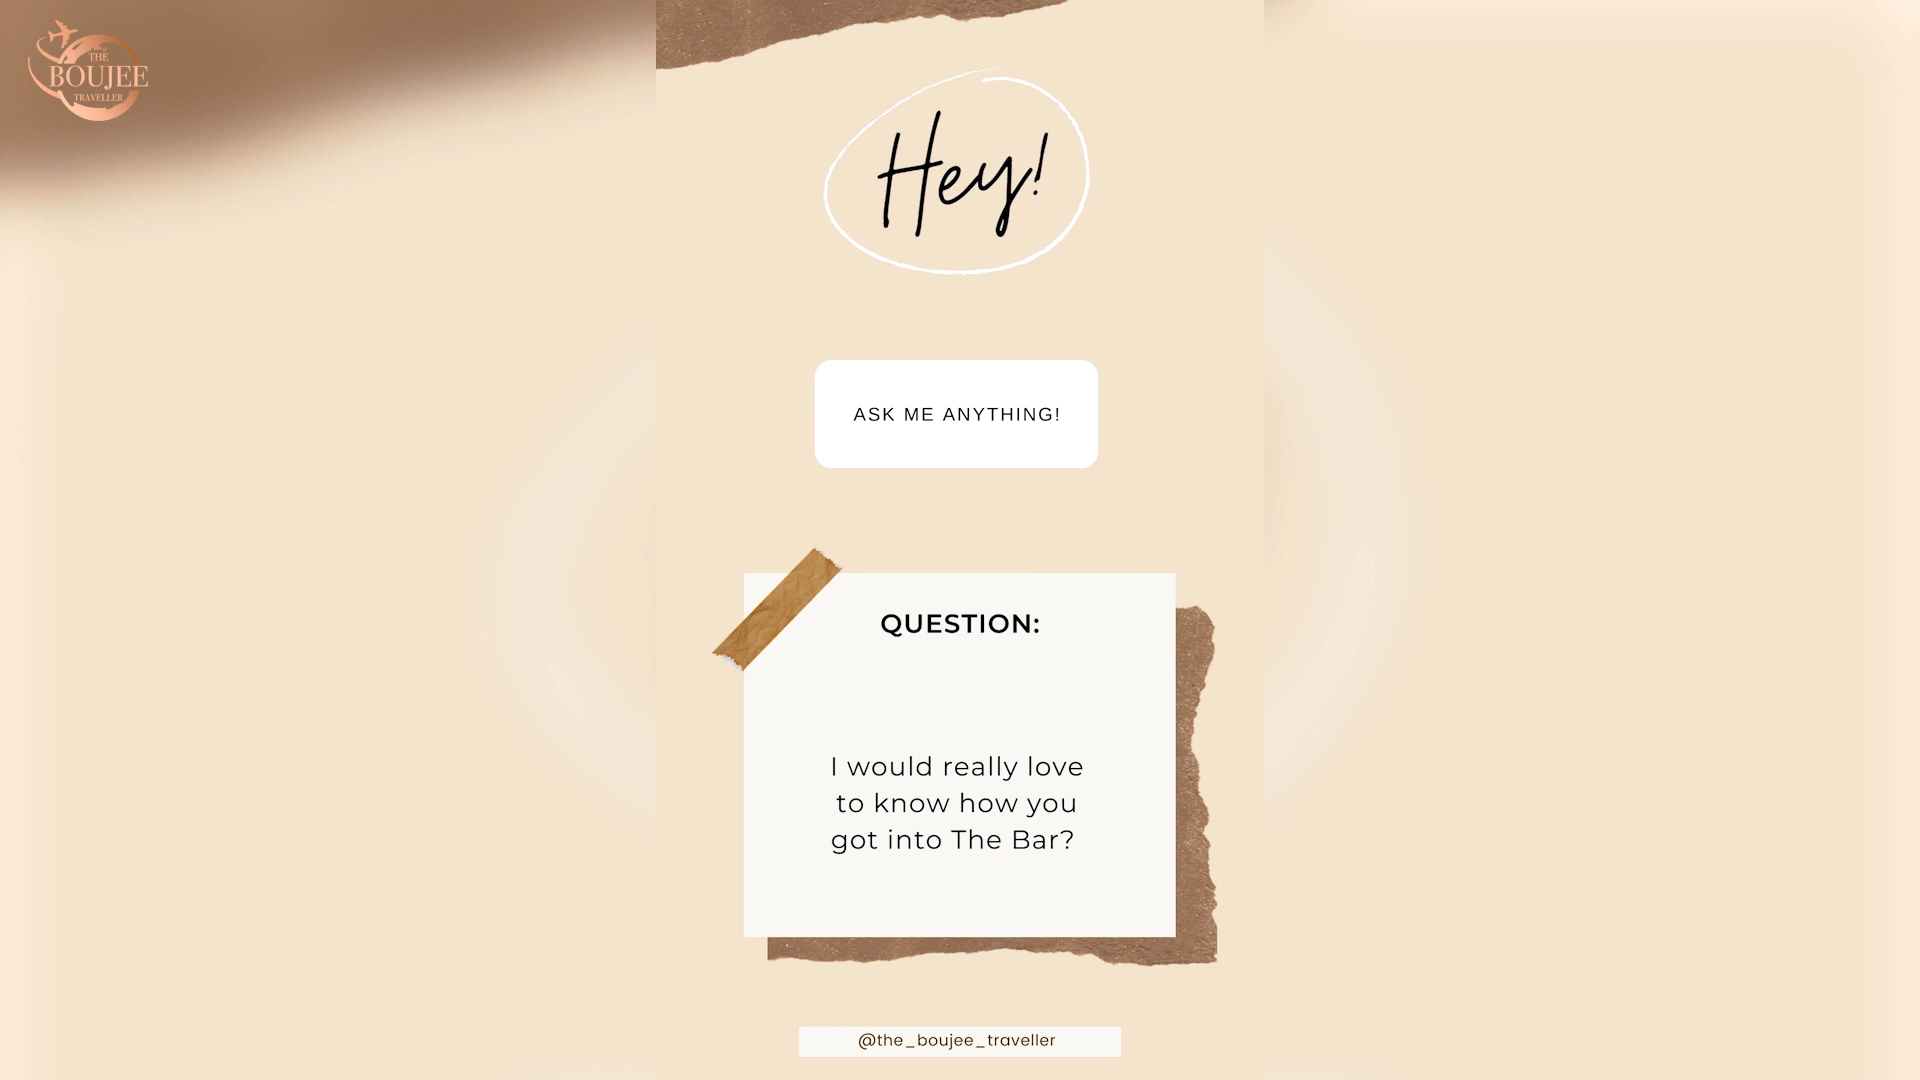 THE
BOUJEE
TRAVELLER
Hey!
ASK ME ANYTHING!
QUESTION:
I would really love
to know how you
got into The Bar?
@the_boujee_traveller